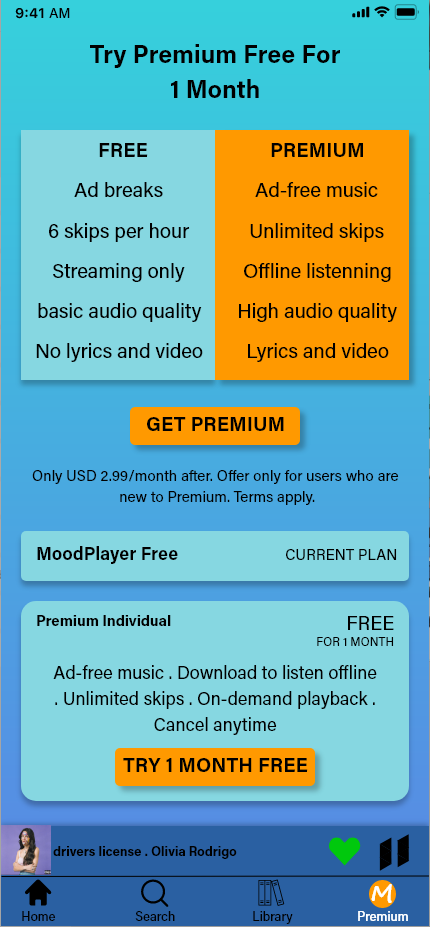 9:41 AM
Try Premium Free For
1 Month
FREE
PREMIUM
Ad breaks
Ad-free music
6 skips per hour
Unlimited skips
Streaming only
Offline listenning
basic audio quality
High audio quality
No lyrics and video
Lyrics and video
GET PREMIUM
Only USD 2.99/month after. Offer only for users who are
new to Premium. Terms apply.
MoodPlayer Free
CURRENT PLAN
Premium Individual
FREE
FOR 1 MONTH
Ad-free music . Download to listen offline
. Unlimited skips . On-demand playback .
Cancel anytime
TRY 1 MONTH FREE
drivers license . Olivia Rodrigo
M
Home
Search
Library
Premium